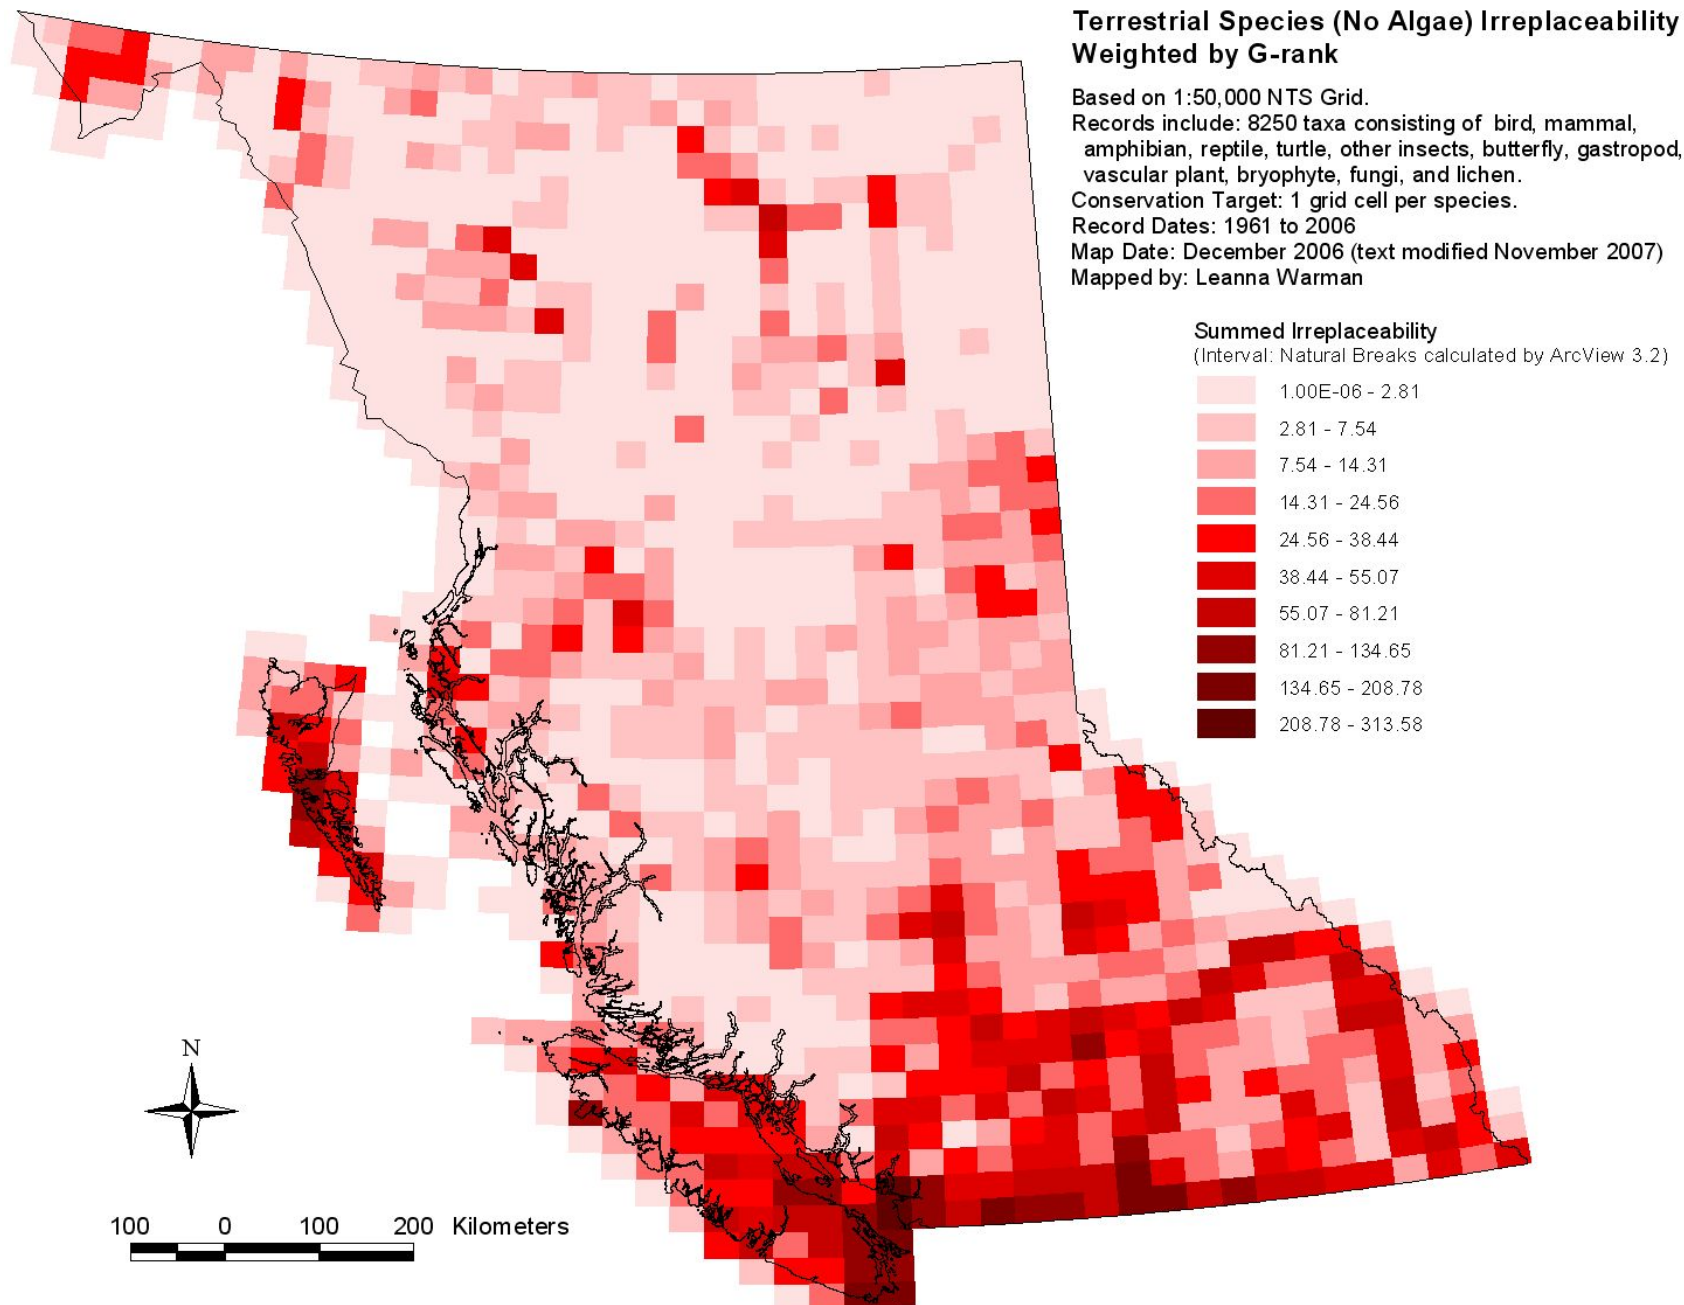 Terrestrial Species (No Algae) Irreplaceability
Weighted by G-rank
Based on 1:50,000 NTS Grid.
Records include: 8250 taxa consisting of bird, mammal,
amphibian, reptile, turtle, other insects, butterfly, gastropod,
vascular plant, bryophyte, fungi, and lichen.
Conservation Target: 1 grid cell per species.
Record Dates: 1961 to 2006
Map Date: December 2006 (text modified November 2007)
Mapped by: Leanna Warman
Summed Irreplaceability
(Interval: Natural Breaks calculated by ArcView 3.2)
1.00E-06 - 2.81
2.81 - 7.54
7.54 - 14.31
14.31 - 24.56
24.56 - 38.44
38.44 - 55.07
55.07 - 81.21
81.21 - 134.65
134.65 - 208.78
208.78 - 313.58
N
100 0 100 200 Kilometers